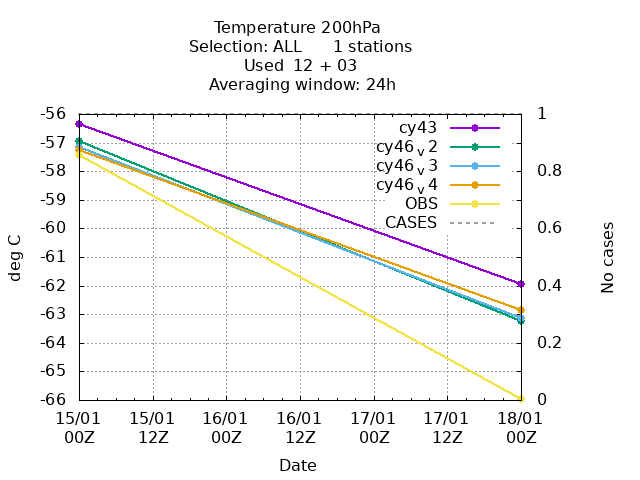 Temperature 200hPa
Selection: ALL 1 stations
Used 12 + 03
Averaging window: 24h
-56
-57
-58
-59
-60
-61
-62
-63
-64
-65
-66
deg C
1
0.8
0.6
0.4
0.2
0
No cases
cy43
cy46v2
cy46v3
cy46v4
OBS
CASES
15/01 15/01 16/01 16/01 17/01 17/01 18/01
00Z 12Z 00Z 12Z 00Z 12Z 00Z
Date